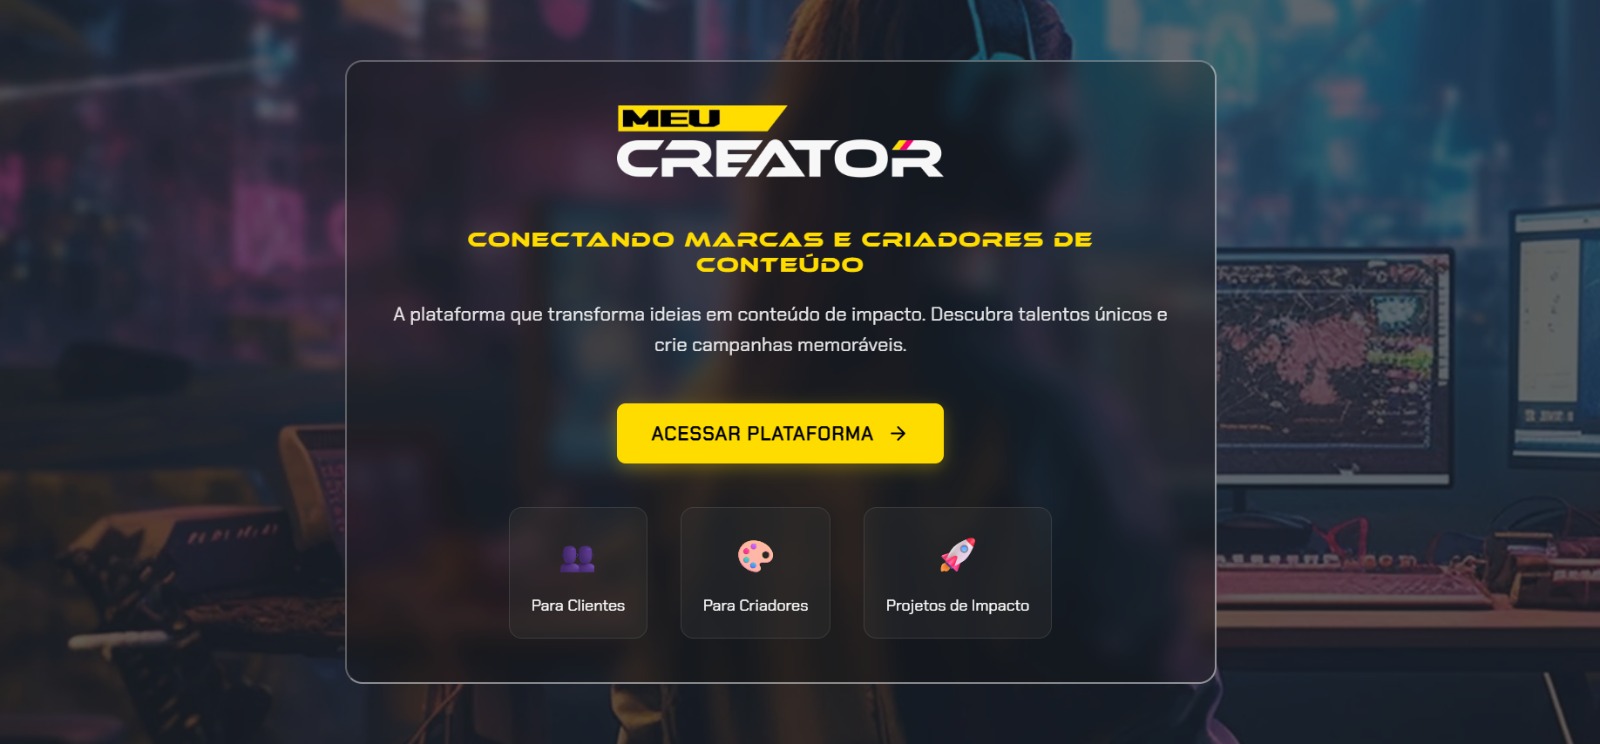 MEU
CREATOR
CONECTANDO MARCAS E CRIADORES DE
CONTEÚDO
A plataforma que transforma ideias em conteúdo de impacto. Descubra talentos únicos e
crie campanhas memoráveis.
ACESSAR PLATAFORMA →
Para Clientes
Para Criadores
Projetos de Impacto